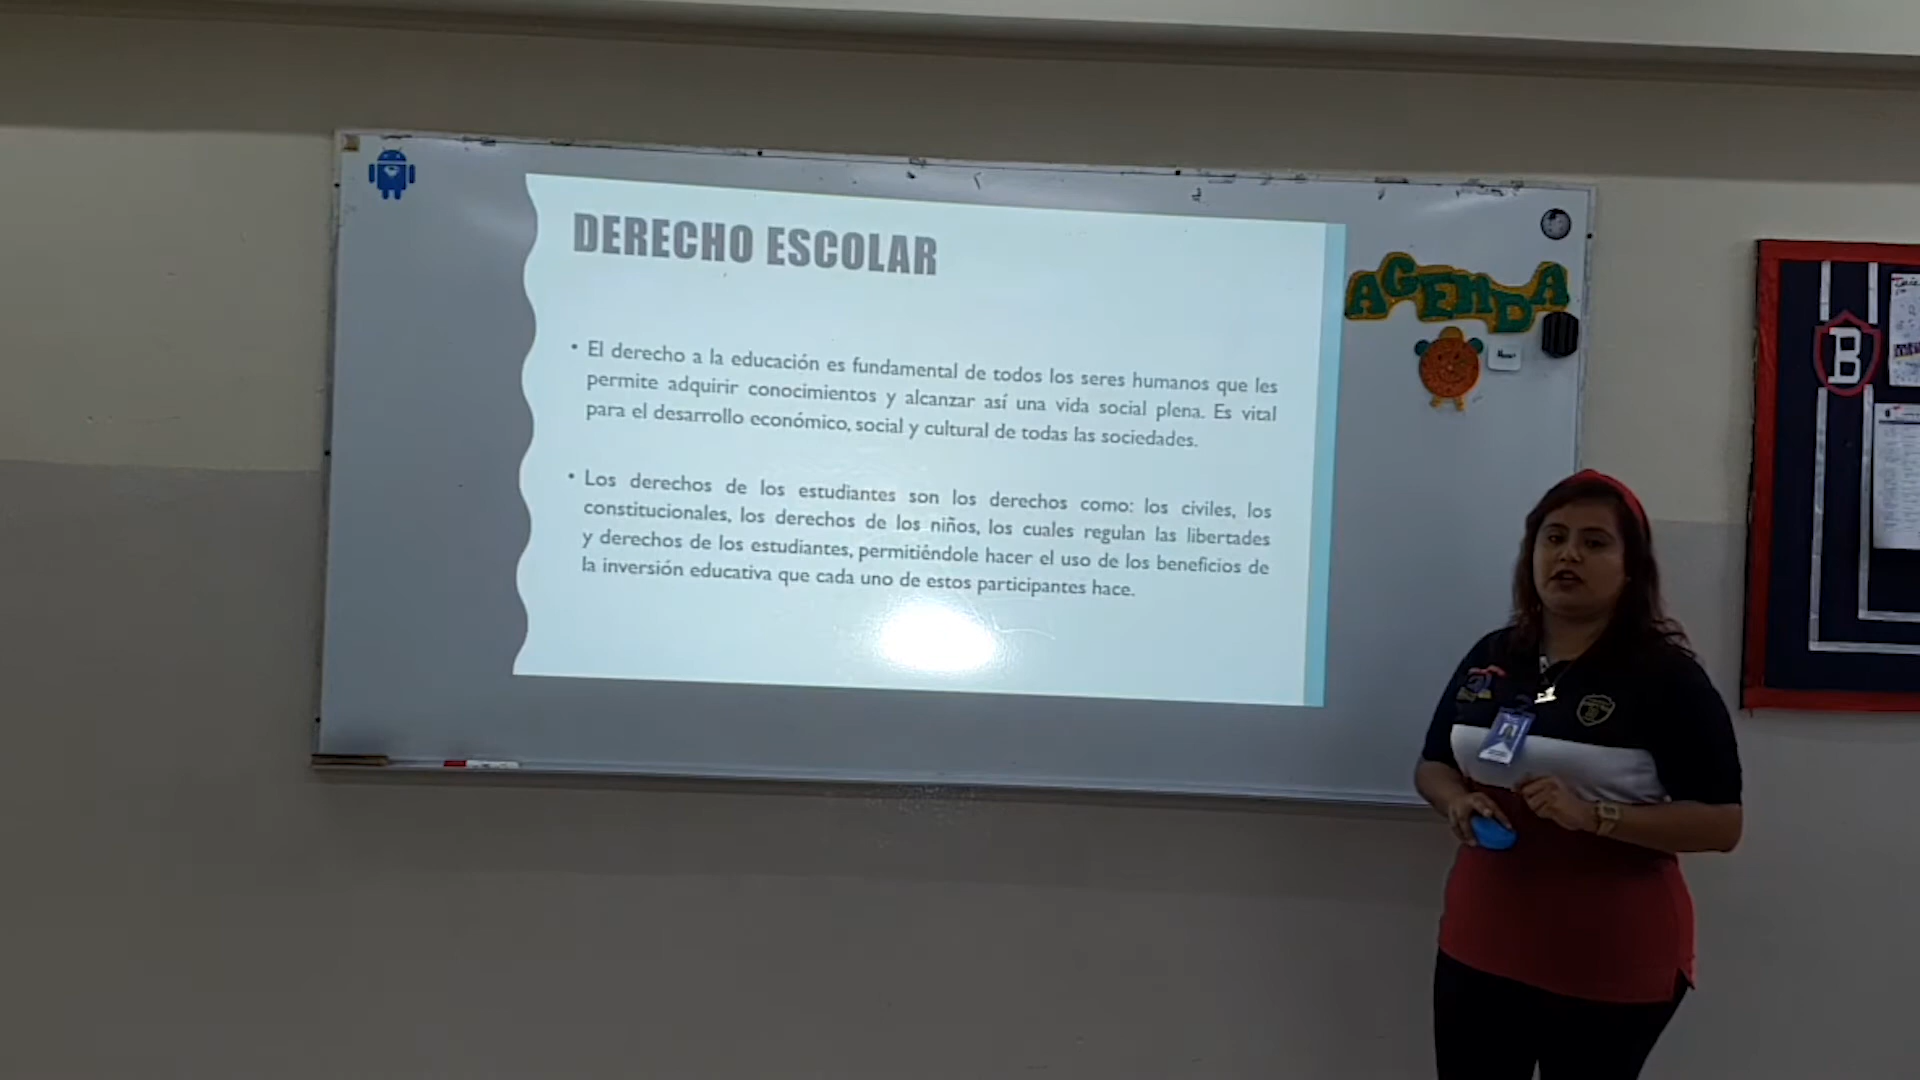 DERECHO ESCOLAR
• El derecho a la educación es fundamental de todos los seres humanos que les
permite adquirir conocimientos y alcanzar así una vida social plena. Es vital
para el desarrollo económico, social y cultural de todas las sociedades.
• Los derechos de los estudiantes son los derechos como: los civiles, los
constitucionales, los derechos de los niños, los cuales regulan las libertades
y derechos de los estudiantes, permitiéndole hacer el uso de los beneficios de
la inversión educativa que cada uno de estos participantes hace.
AGENDA
B